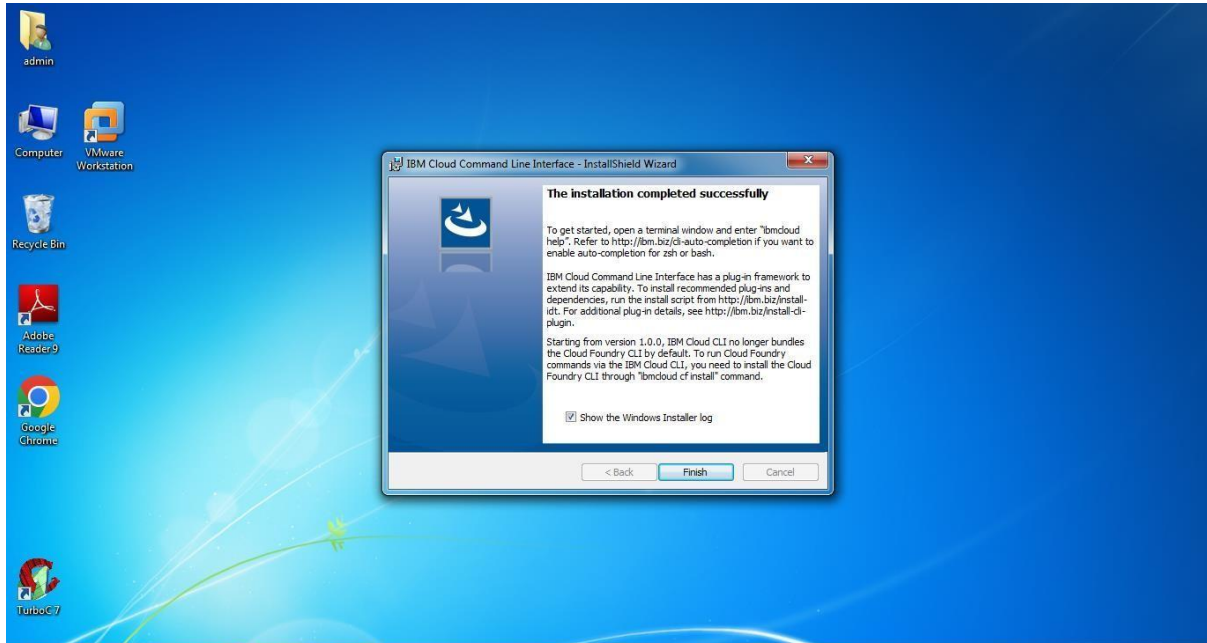 admin
Computer
VMware
Workstation
Recycle Bin
Adobe
Reader 9
Google
Chrome
TurboC 7
IBM Cloud Command Line Interface - InstallShield Wizard
The installation completed successfully
To get started, open a terminal window and enter "ibmcloud
help". Refer to http://ibm.biz/cli-auto-completion if you want to
enable auto-completion for zsh or bash.
IBM Cloud Command Line Interface has a plug-in framework to
extend its capability. To install recommended plug-ins and
dependencies, run the install script from http://ibm.biz/install-
idt. For additional plug-in details, see http://ibm.biz/install-cli-
plugin.
Starting from version 1.0.0, IBM Cloud CLI no longer bundles
the Cloud Foundry CLI by default. To run Cloud Foundry
commands via the IBM Cloud CLI, you need to install the Cloud
Foundry CLI through "ibmcloud cf install" command.
Show the Windows Installer log
< Back
Finish
Cancel